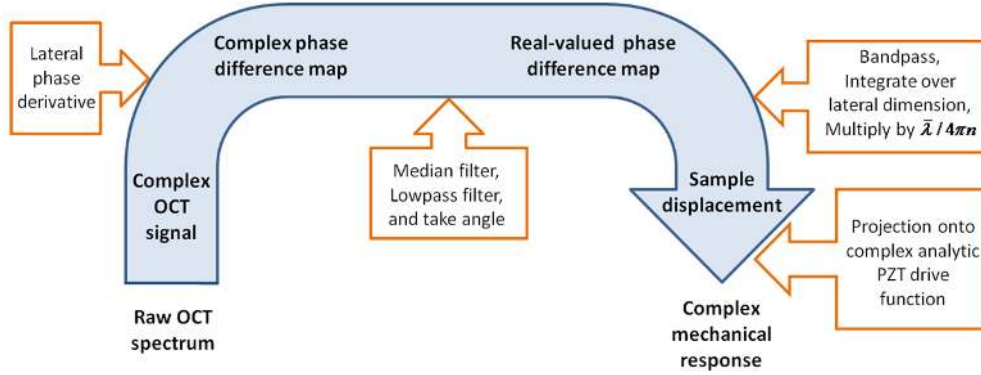 Lateral
phase
derivative
Complex phase
difference map
Real-valued phase
difference map
Bandpass,
Integrate over
lateral dimension,
Multiply by λ̄ / 4πn
Median filter,
Lowpass filter,
and take angle
Complex
OCT
signal
Sample
displacement
Projection onto
complex analytic
PZT drive
function
Raw OCT
spectrum
Complex
mechanical
response